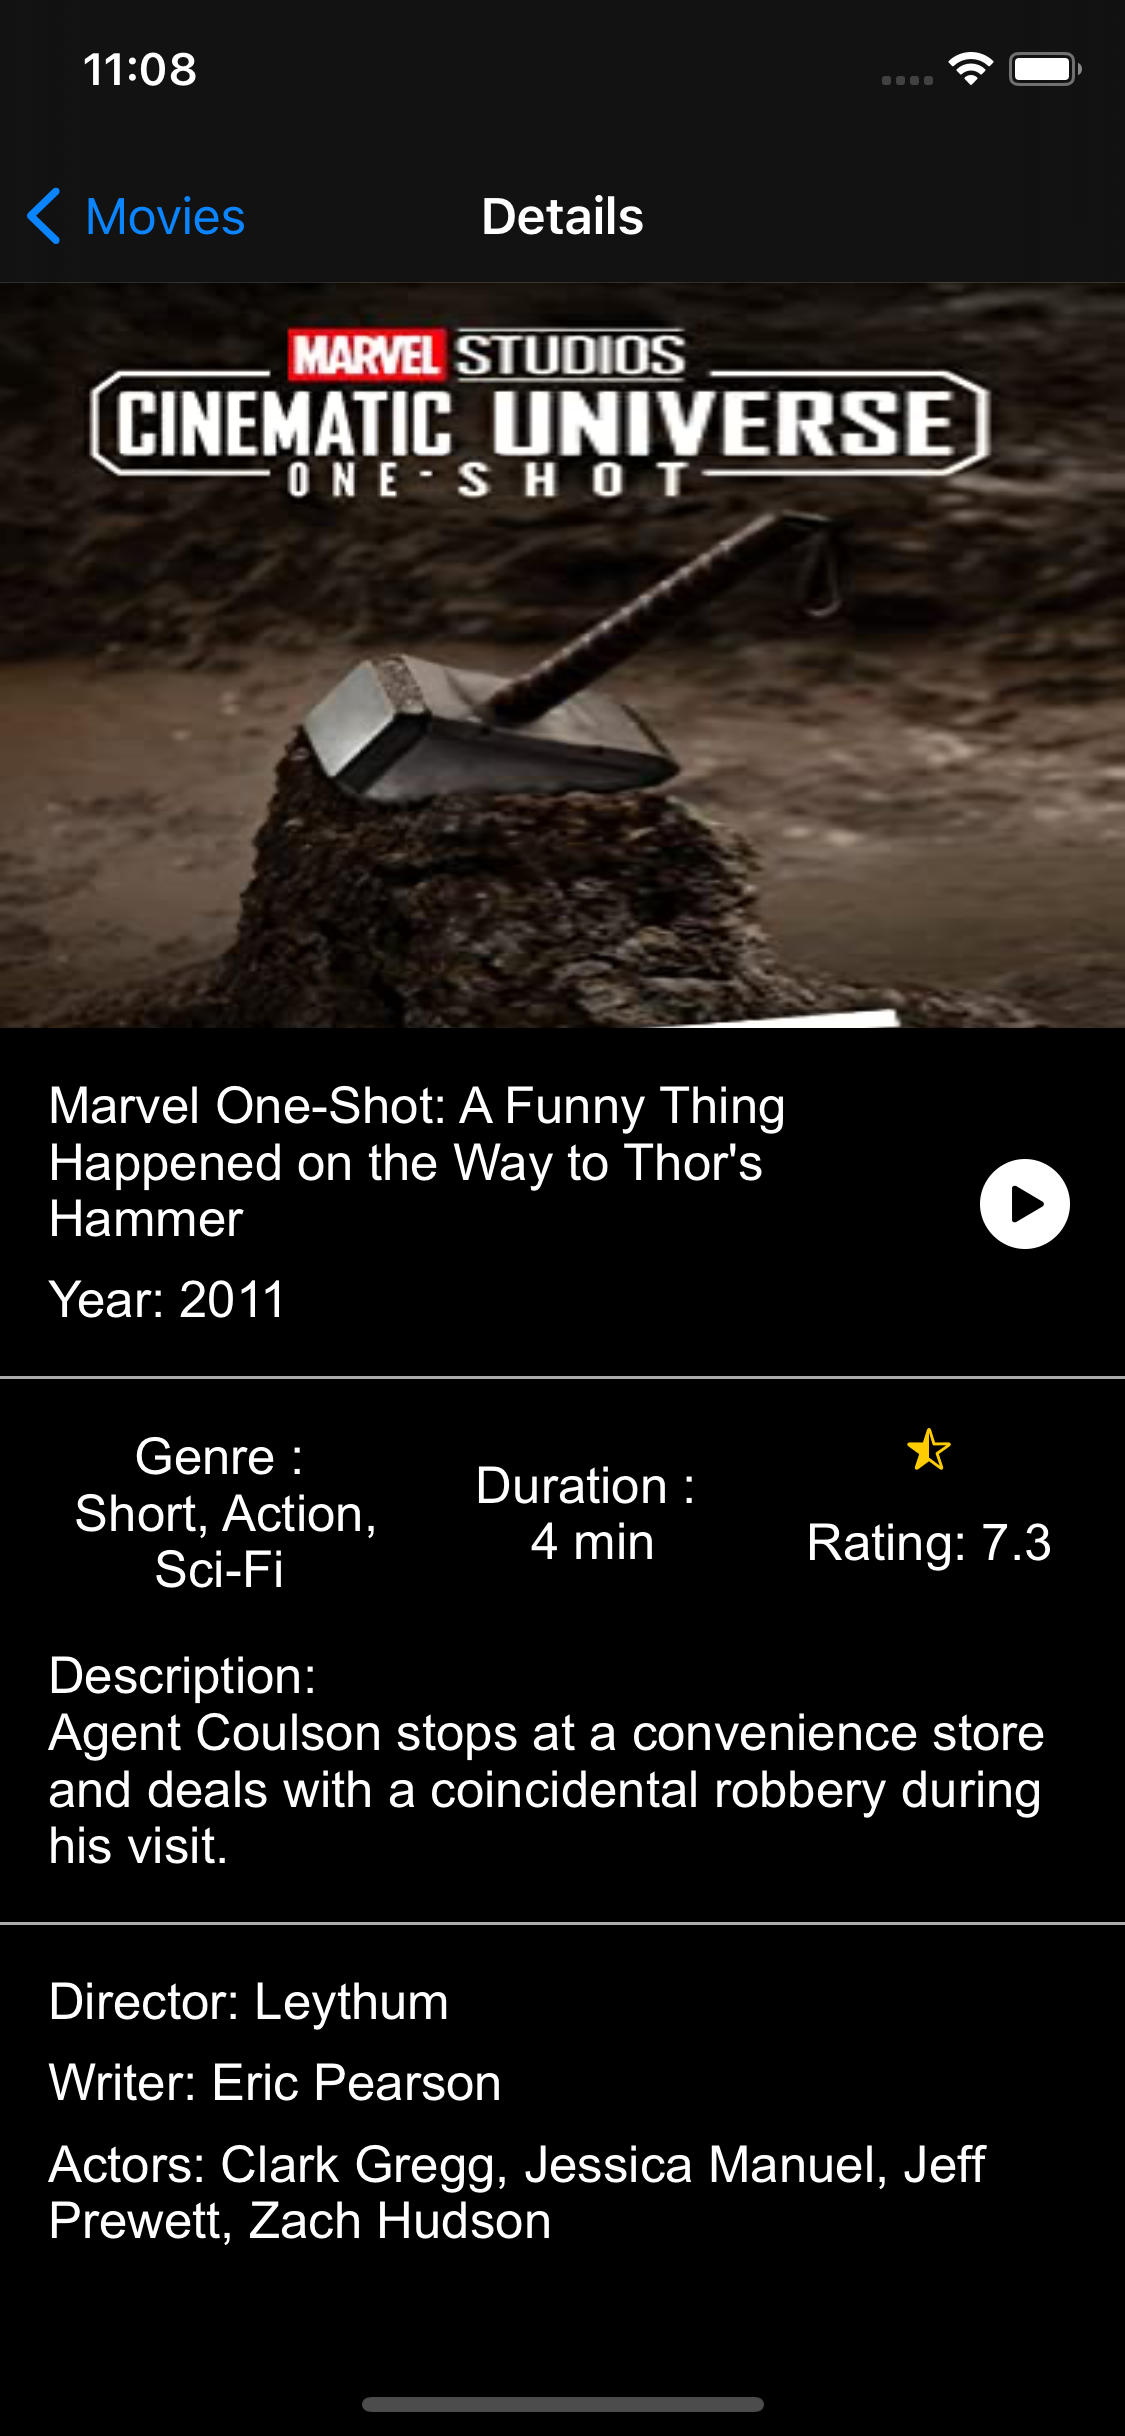 11:08
Movies
Details
MARVEL STUDIOS
CINEMATIC UNIVERSE
ONE-SHOT
Marvel One-Shot: A Funny Thing
Happened on the Way to Thor's
Hammer
Year: 2011
Genre :
Short, Action,
Sci-Fi
Duration :
4 min
Rating: 7.3
Description:
Agent Coulson stops at a convenience store
and deals with a coincidental robbery during
his visit.
Director: Leythum
Writer: Eric Pearson
Actors: Clark Gregg, Jessica Manuel, Jeff
Prewett, Zach Hudson